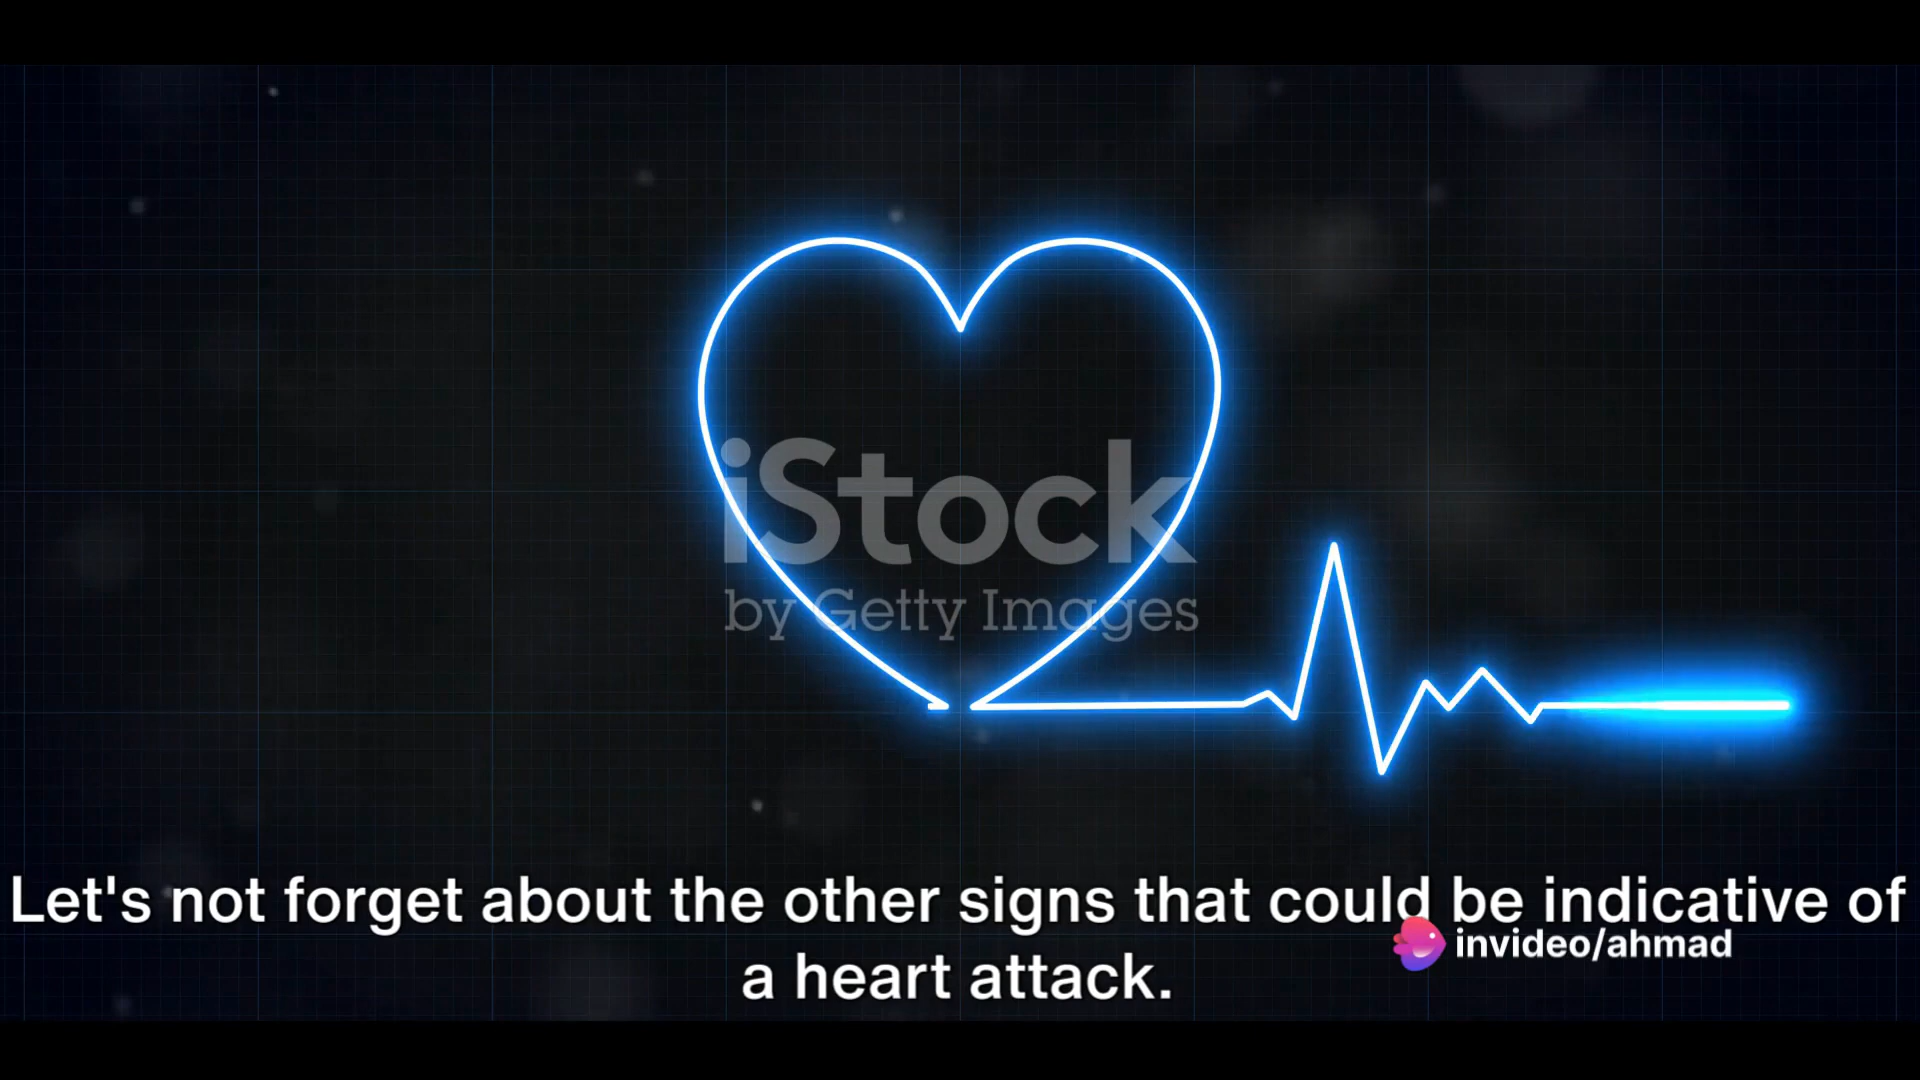 iStock
by Getty Images
Let's not forget about the other signs that could be indicative of
invideo/ahmad
a heart attack.